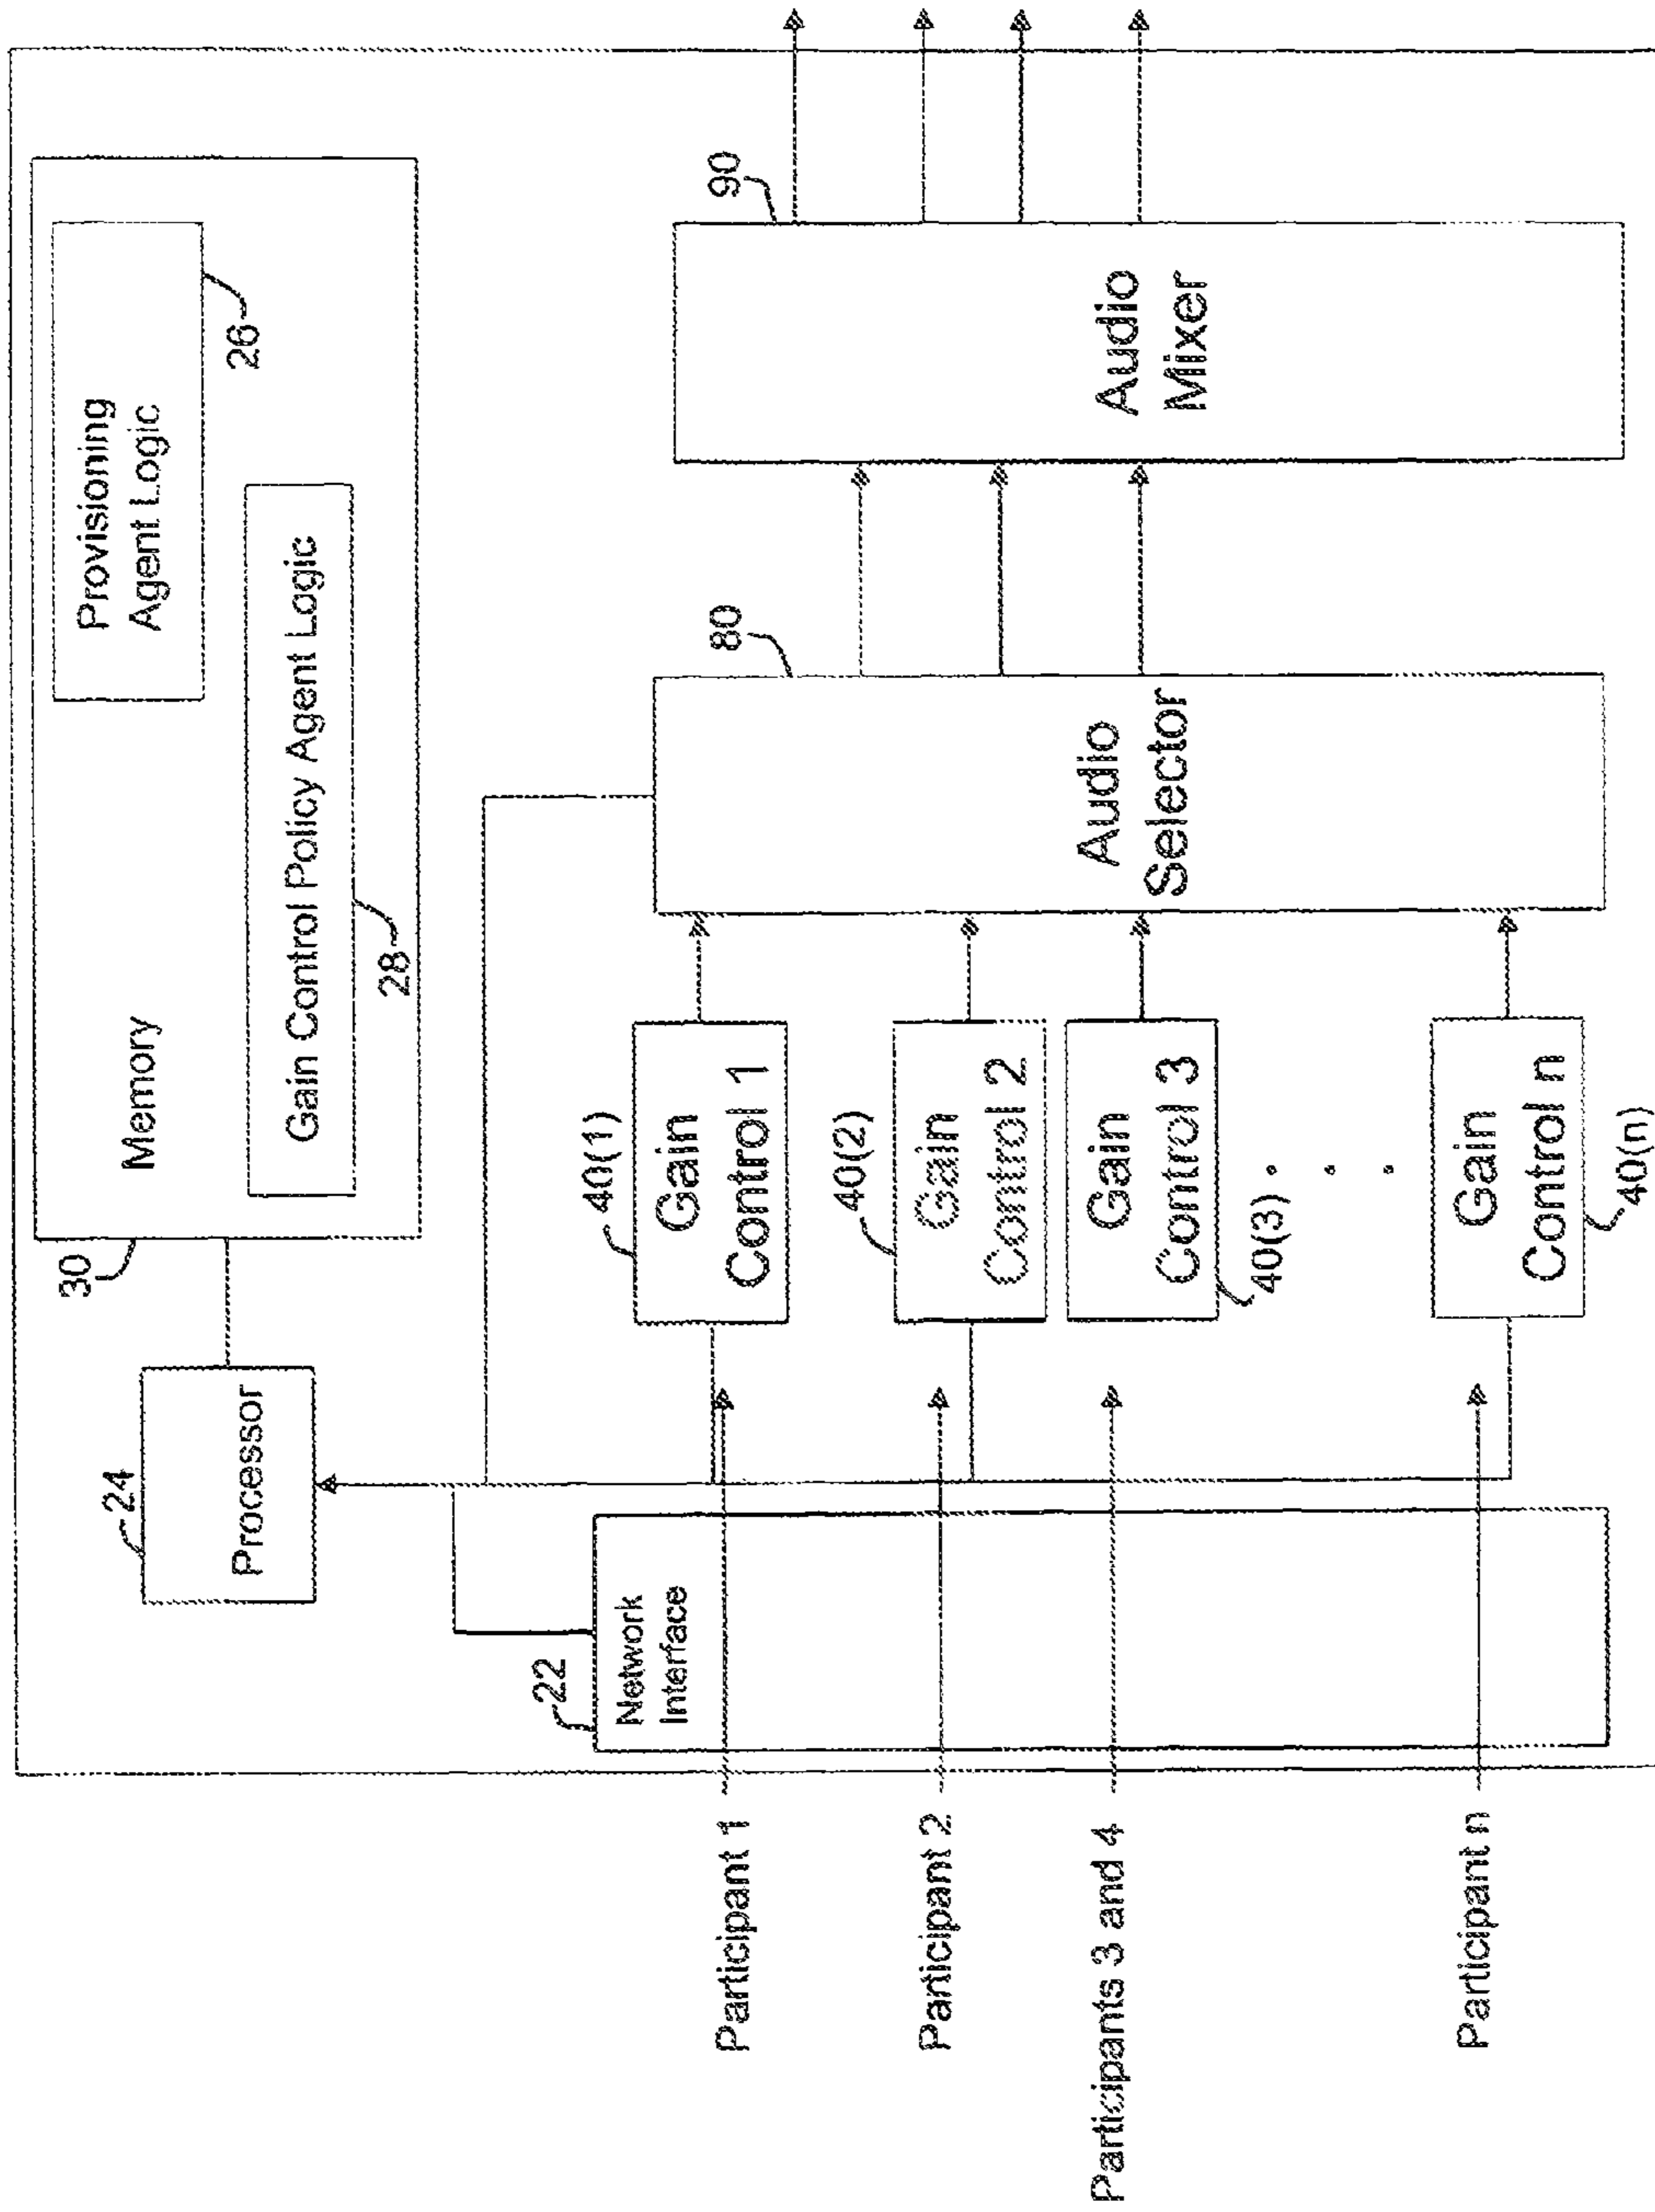 24
Processor
30
Memory
Provisioning
Agent Logic
26
Gain Control Policy Agent Logic
28
22
Network
Interface
Participant 1
Participant 2
Participants 3 and 4
Participant n
40(1)
Gain
Control 1
40(2)
Gain
Control 2
Gain
Control 3
40(3)
Gain
Control n
40(n)
80
Audio
Selector
90
Audio
Mixer